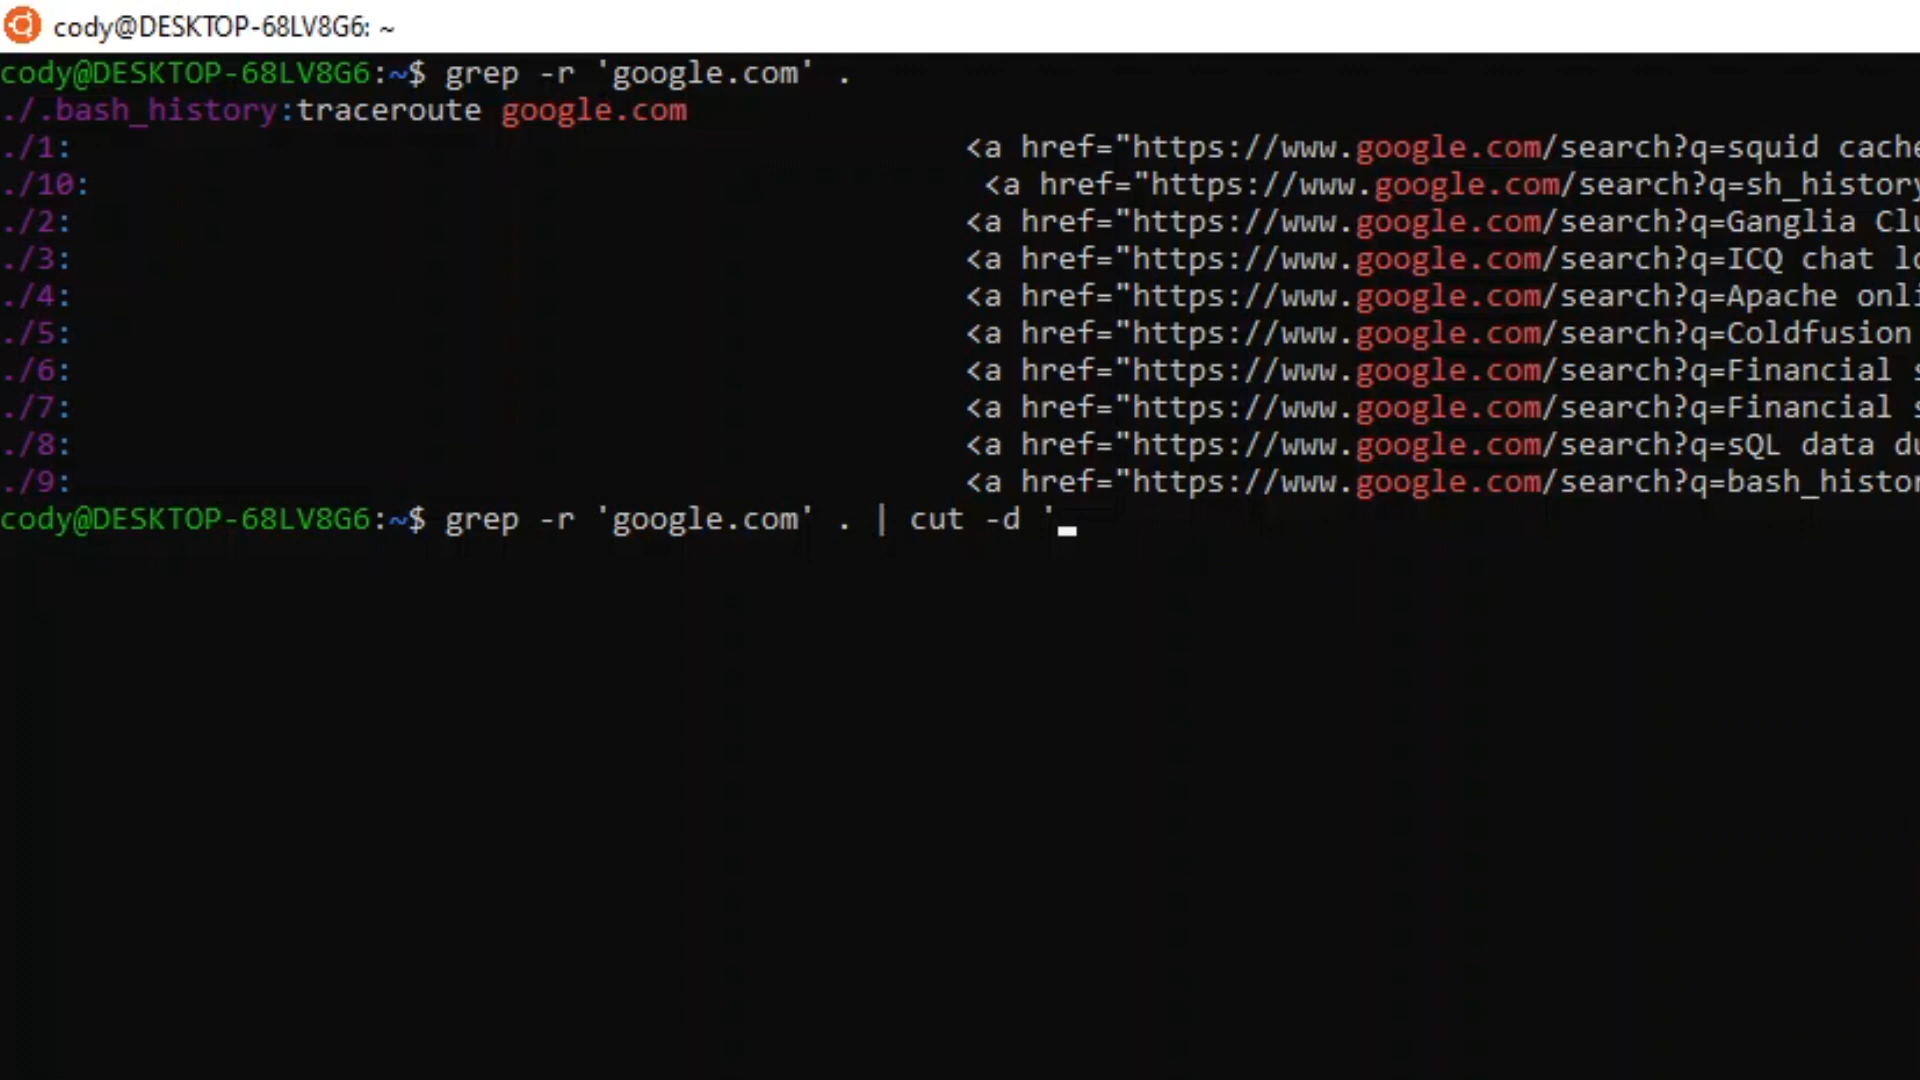 cody@DESKTOP-68LV8G6: ~
cody@DESKTOP-68LV8G6:~$ grep -r 'google.com' .
./.bash_history:traceroute google.com
./1: <a href="https://www.google.com/search?q=squid cache
./10: <a href="https://www.google.com/search?q=sh_history
./2: <a href="https://www.google.com/search?q=Ganglia Clu
./3: <a href="https://www.google.com/search?q=ICQ chat lo
./4: <a href="https://www.google.com/search?q=Apache onli
./5: <a href="https://www.google.com/search?q=Coldfusion
./6: <a href="https://www.google.com/search?q=Financial s
./7: <a href="https://www.google.com/search?q=Financial s
./8: <a href="https://www.google.com/search?q=sQL data du
./9: <a href="https://www.google.com/search?q=bash_histor
cody@DESKTOP-68LV8G6:~$ grep -r 'google.com' . | cut -d '